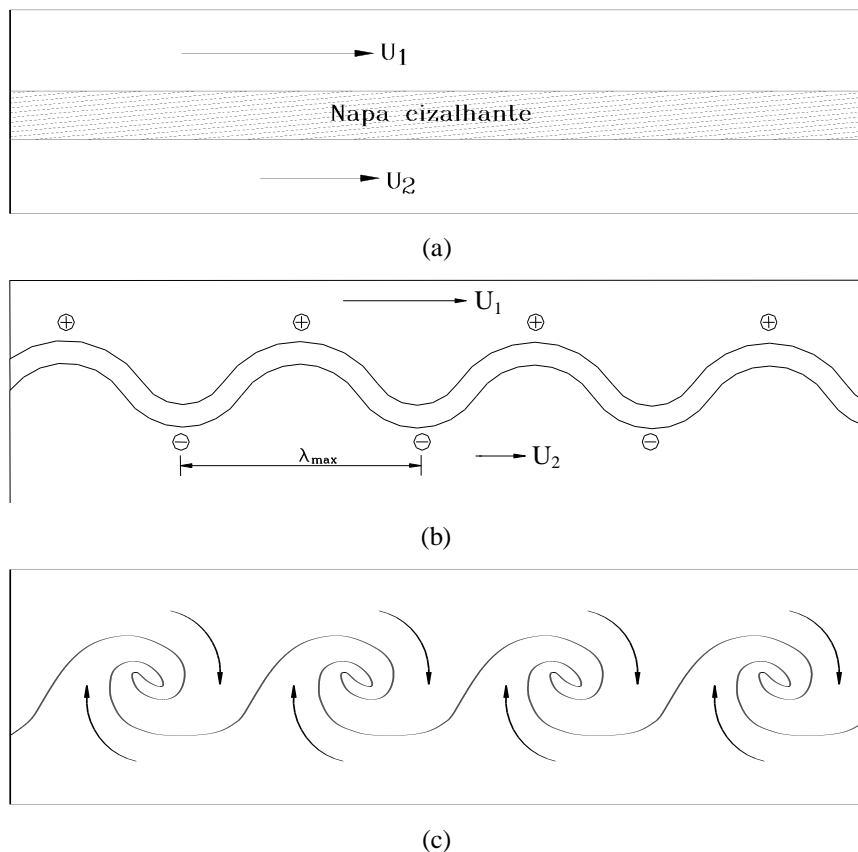 U1
Napa cizalhante
U2
(a)
U₁
+ + + +
− − −
λmax
U₂
(b)
(c)